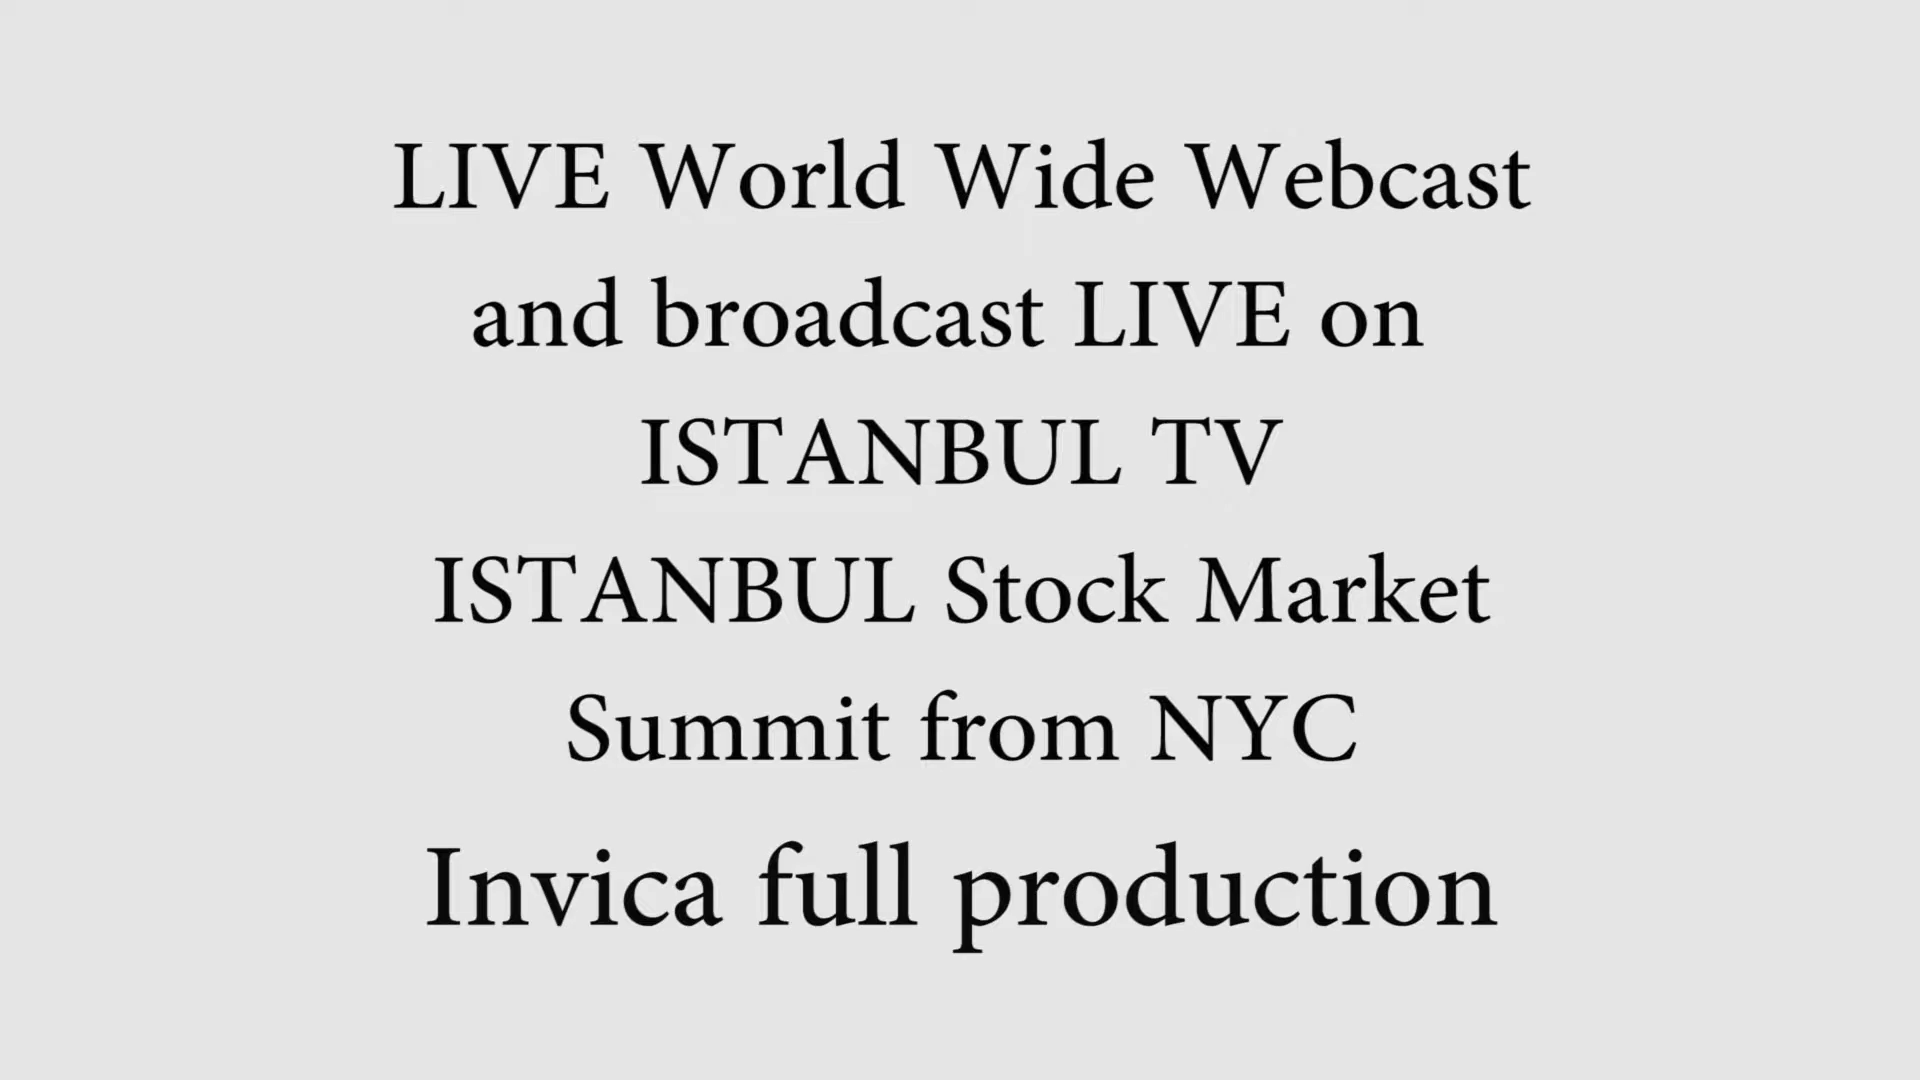 LIVE World Wide Webcast
and broadcast LIVE on
ISTANBUL TV
ISTANBUL Stock Market
Summit from NYC
Invica full production